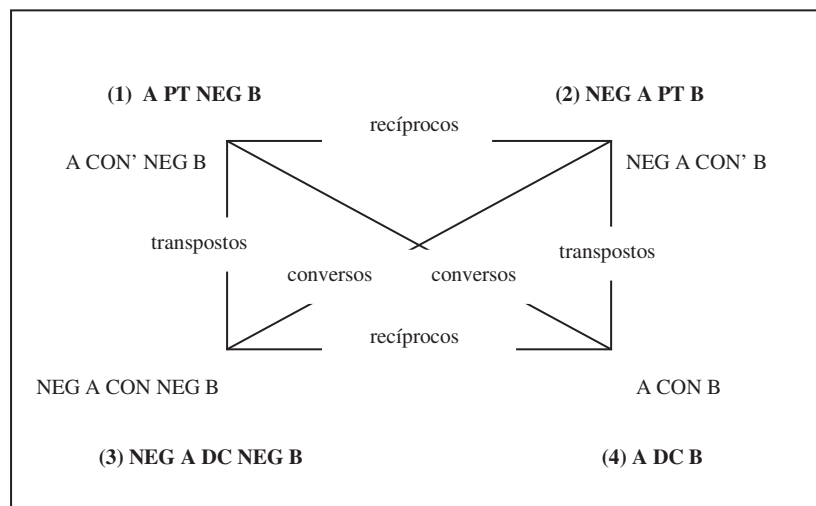 (1) A PT NEG B
(2) NEG A PT B
recíprocos
A CON’ NEG B
NEG A CON’ B
transpostos
transpostos
conversos
conversos
recíprocos
NEG A CON NEG B
A CON B
(3) NEG A DC NEG B
(4) A DC B